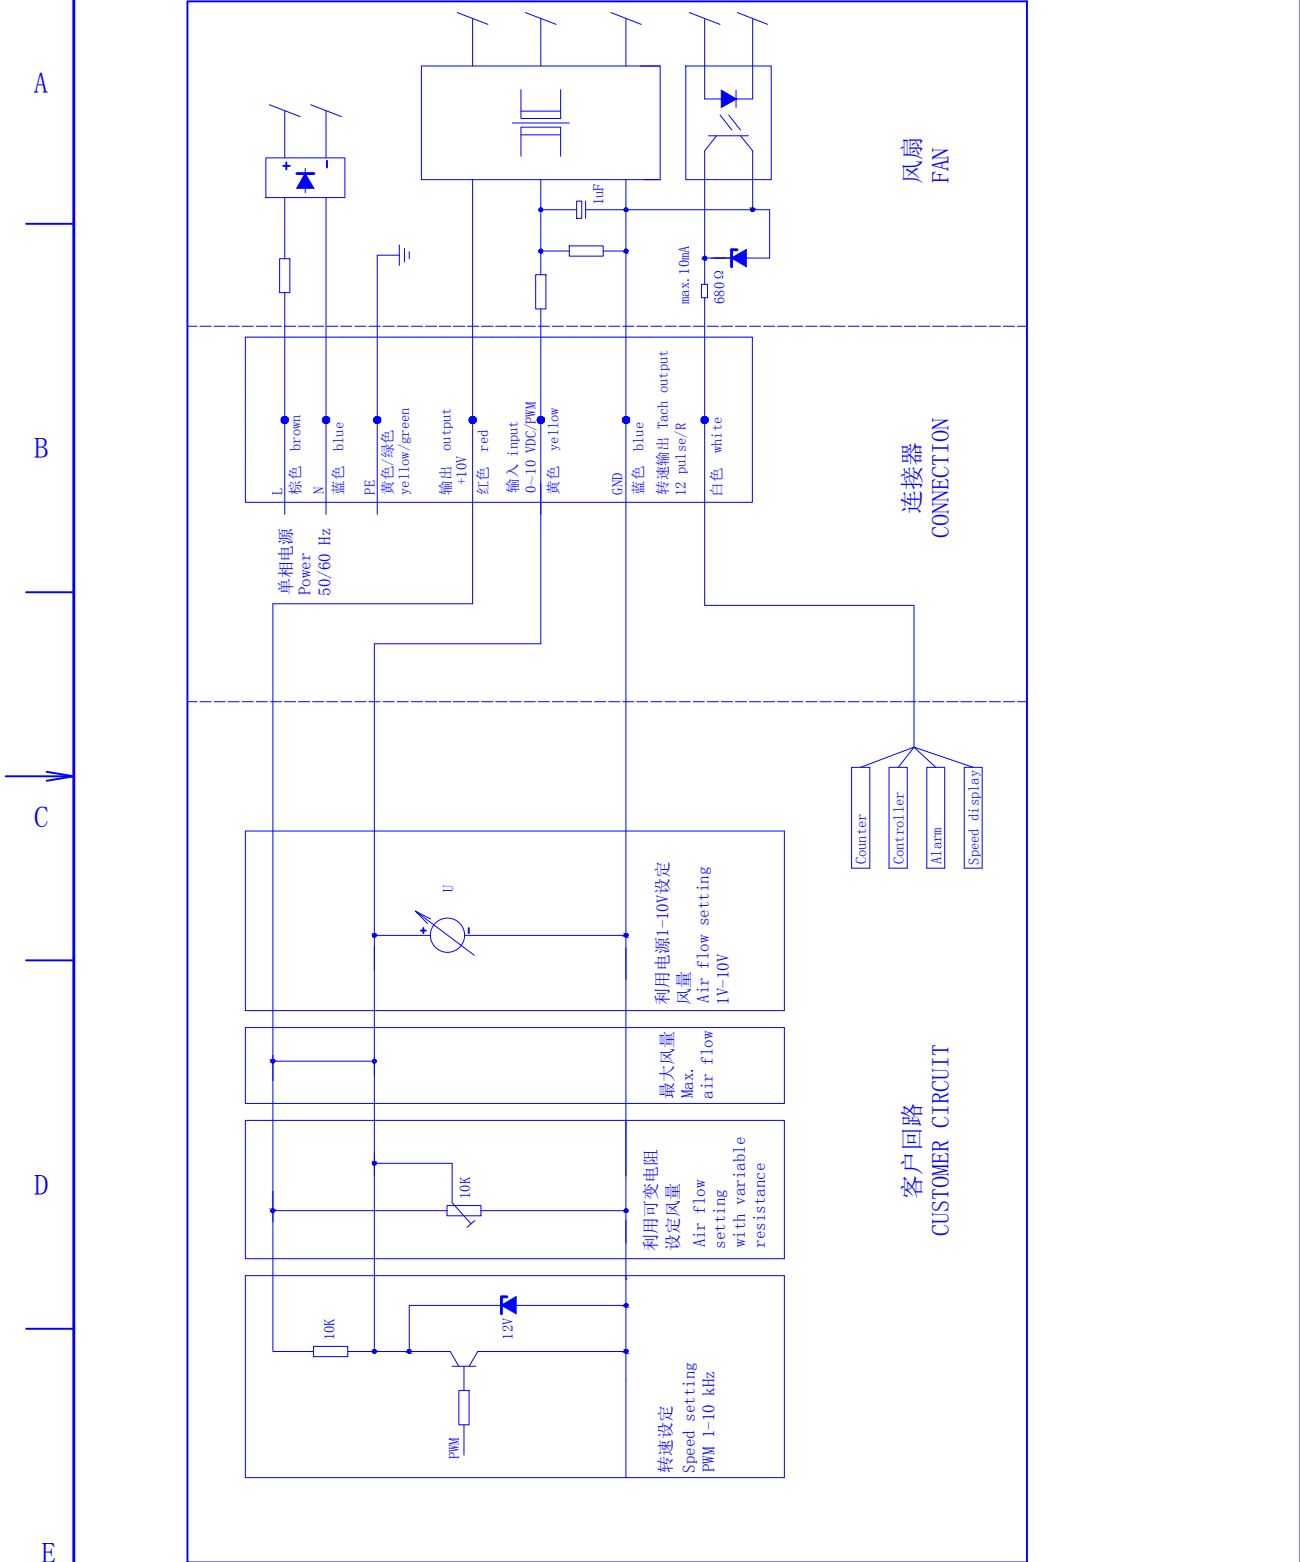 A
B
C
D
E
风扇
FAN
1uF
max.10mA
680Ω
连接器
CONNECTION
L
棕色 brown
N
蓝色 blue
PE
黄色/绿色
yellow/green
输出 output
+10V
红色 red
输入 input
0~10 VDC/PWM
黄色 yellow
GND
蓝色 blue
转速输出 Tach output
12 pulse/R
白色 white
单相电源
Power
50/60 Hz
Counter
Controller
Alarm
Speed display
客户回路
CUSTOMER CIRCUIT
U
利用电源1-10V设定
风量
Air flow setting
1V-10V
最大风量
Max.
air flow
10K
利用可变电阻
设定风量
Air flow
setting
with variable
resistance
10K
12V
PWM
转速设定
Speed setting
PWM 1-10 kHz